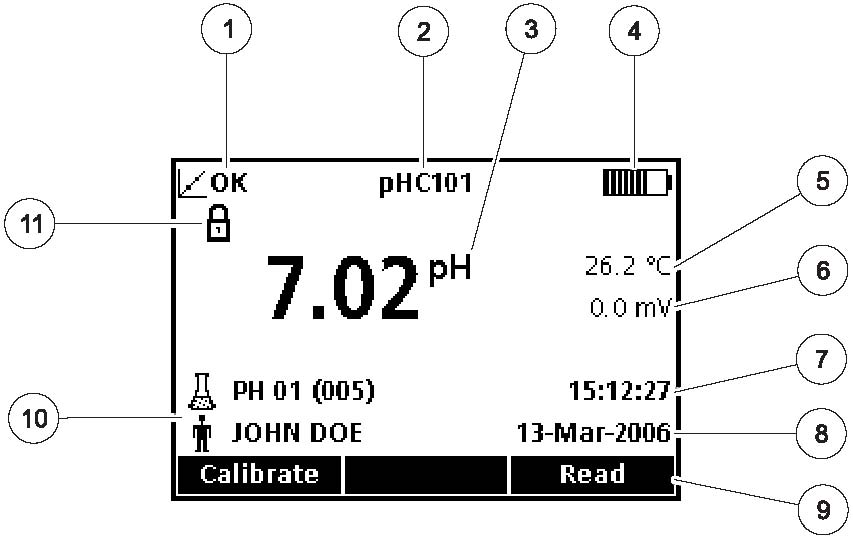 1 2 3 4
OK pHC101
5
11
7.02 pH 26.2 °C
6
0.0 mV
7
PH 01 (005) 15:12:27
10
JOHN DOE 13-Mar-2006
8
Calibrate Read
9